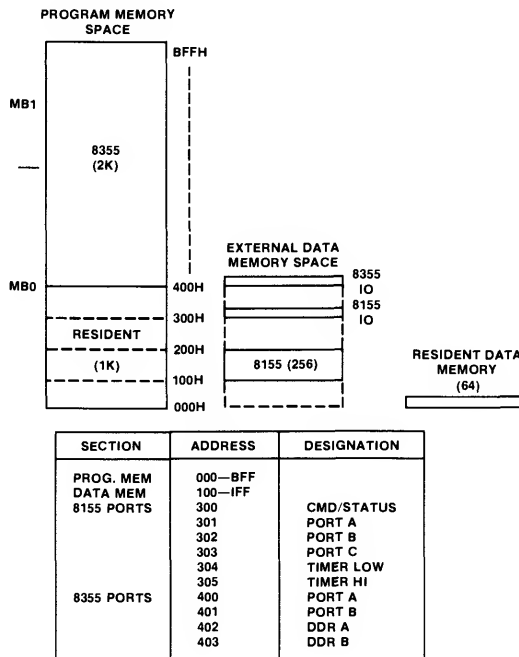 PROGRAM MEMORY
SPACE
BFFH
MB1
8355
(2K)
EXTERNAL DATA
MEMORY SPACE
8355
IO
MB0
400H
8155
IO
300H
RESIDENT
200H
RESIDENT DATA
MEMORY
(64)
(1K)
8155 (256)
100H
000H
SECTION ADDRESS DESIGNATION
PROG. MEM 000—BFF
DATA MEM 100—IFF
8155 PORTS 300 CMD/STATUS
301 PORT A
302 PORT B
303 PORT C
304 TIMER LOW
305 TIMER HI
8355 PORTS 400 PORT A
401 PORT B
402 DDR A
403 DDR B